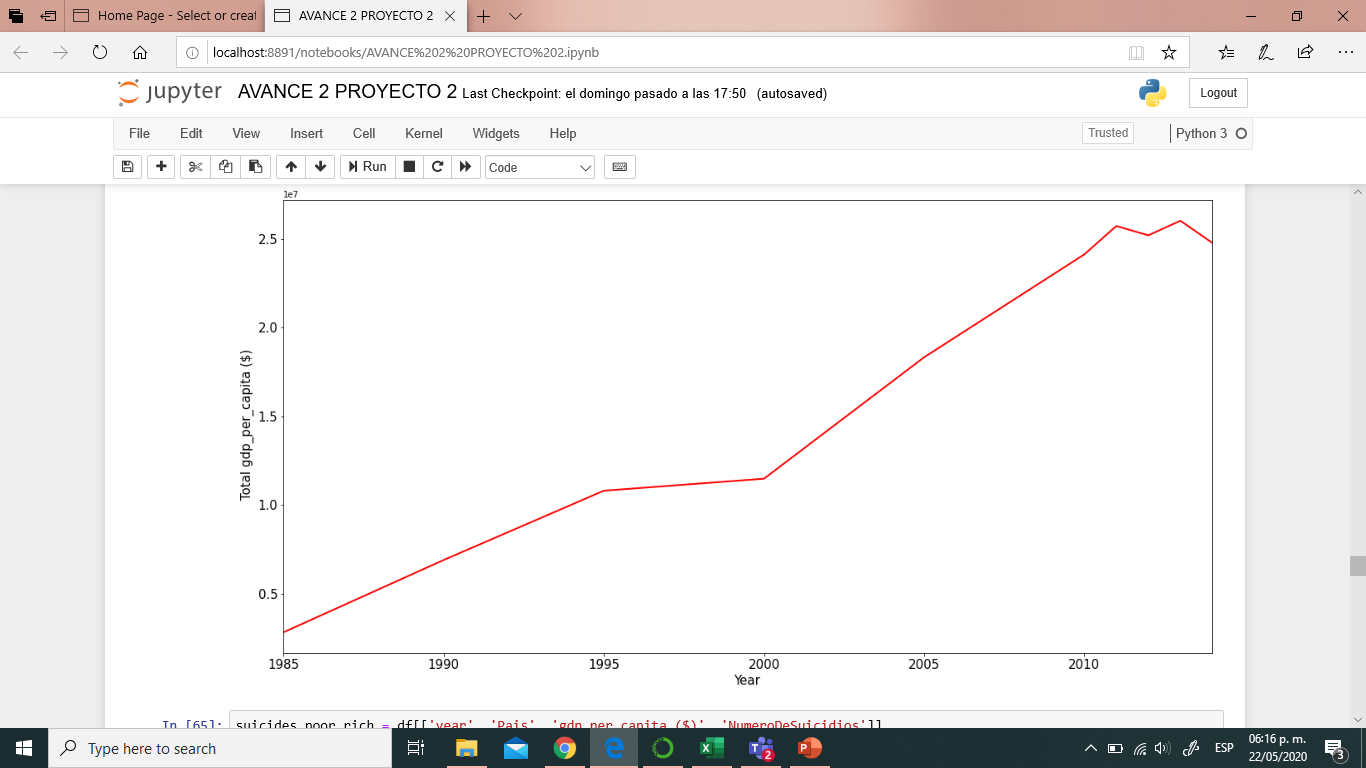 Home Page - Select or creat
AVANCE 2 PROYECTO 2
localhost:8891/notebooks/AVANCE%202%20PROYECTO%202.ipynb
jupyter AVANCE 2 PROYECTO 2 Last Checkpoint: el domingo pasado a las 17:50 (autosaved)
Logout
File Edit View Insert Cell Kernel Widgets Help
Trusted
Python 3
Run
Code
1e7
2.5
2.0
1.5
1.0
0.5
Total gdp_per_capita ($)
1985 1990 1995 2000 2005 2010
Year
In [65]: suicides_poor_rich = df[['year', 'Pais', 'gdp_per_capita ($)', 'NumeroDeSuicidios']]
Type here to search
2
ESP
06:16 p. m.
22/05/2020
3